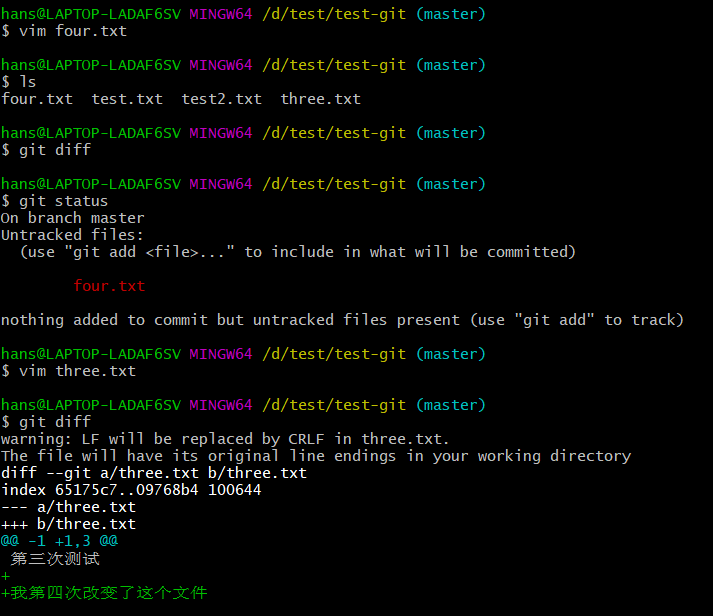 hans@LAPTOP-LADAF6SV MINGW64 /d/test/test-git (master)
$ vim four.txt
hans@LAPTOP-LADAF6SV MINGW64 /d/test/test-git (master)
$ ls
four.txt  test.txt  test2.txt  three.txt
hans@LAPTOP-LADAF6SV MINGW64 /d/test/test-git (master)
$ git diff
hans@LAPTOP-LADAF6SV MINGW64 /d/test/test-git (master)
$ git status
On branch master
Untracked files:
  (use "git add <file>..." to include in what will be committed)
        four.txt
nothing added to commit but untracked files present (use "git add" to track)
hans@LAPTOP-LADAF6SV MINGW64 /d/test/test-git (master)
$ vim three.txt
hans@LAPTOP-LADAF6SV MINGW64 /d/test/test-git (master)
$ git diff
warning: LF will be replaced by CRLF in three.txt.
The file will have its original line endings in your working directory
diff --git a/three.txt b/three.txt
index 65175c7..09768b4 100644
--- a/three.txt
+++ b/three.txt
@@ -1 +1,3 @@
 第三次测试
+
+我第四次改变了这个文件